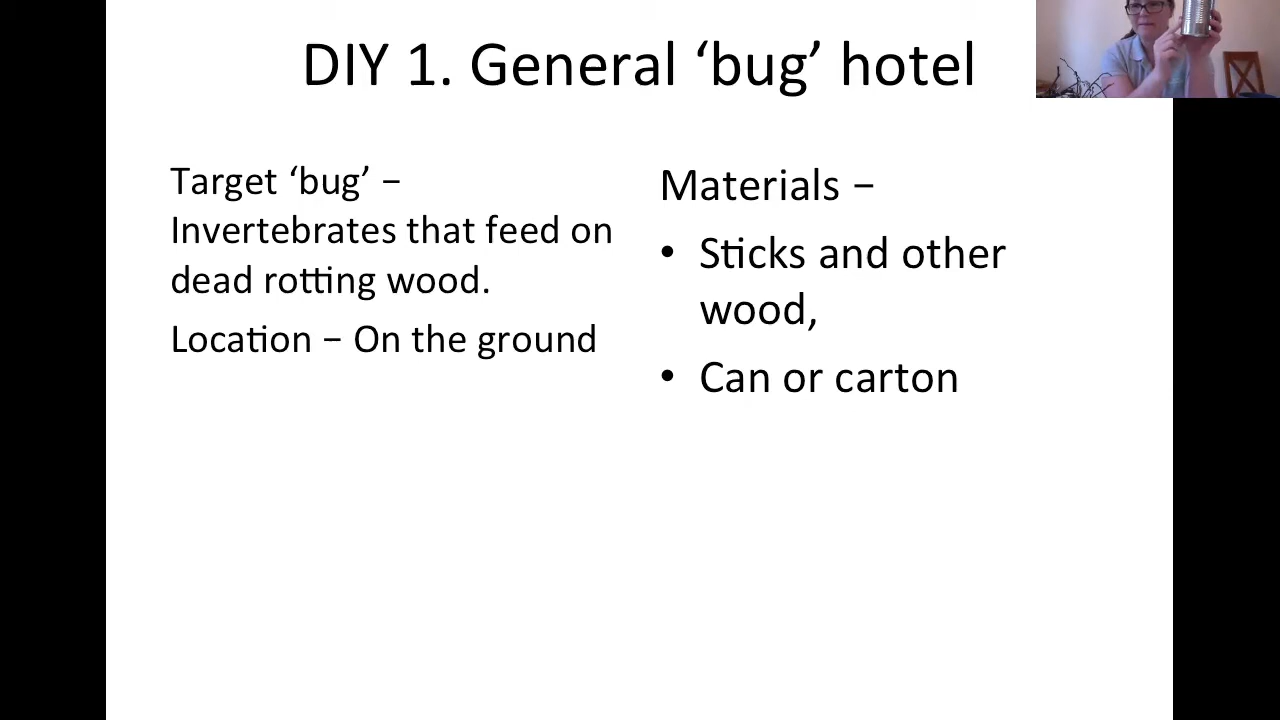 DIY 1. General ‘bug’ hotel
Target ‘bug’ –
Invertebrates that feed on
dead rotting wood.
Location – On the ground
Materials –
• Sticks and other
wood,
• Can or carton